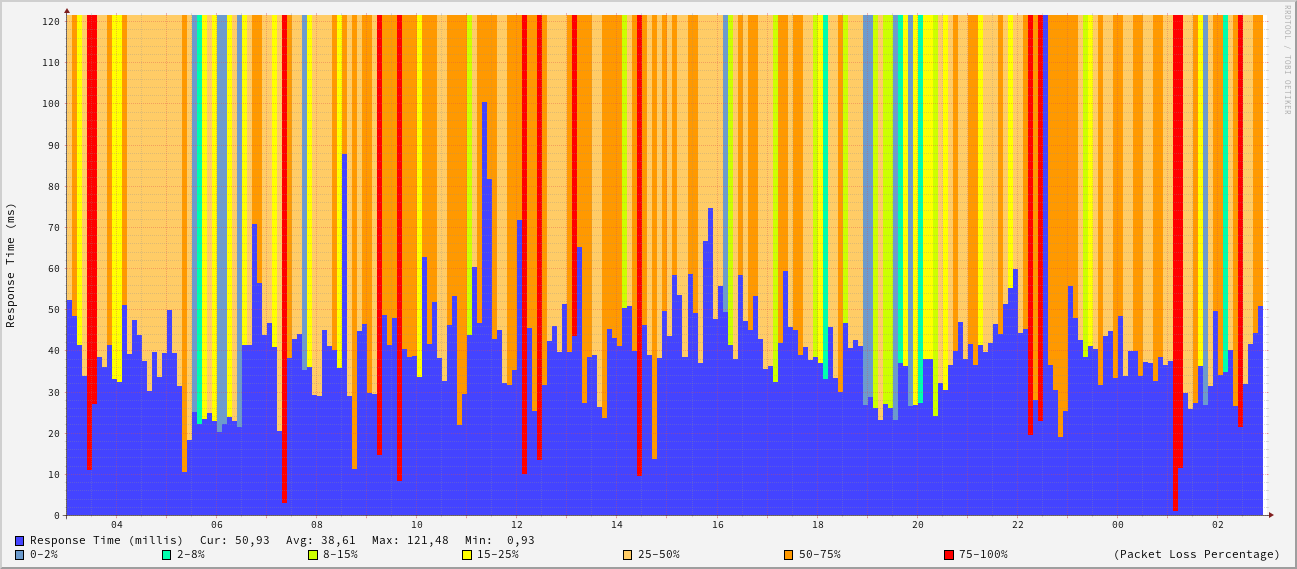 RRDTOOL / TOBI OETIKER
Response Time (ms)
120
110
100
90
80
70
60
50
40
30
20
10
0
04 06 08 10 12 14 16 18 20 22 00 02
Response Time (millis) Cur: 50,93 Avg: 38,61 Max: 121,48 Min: 0,93
0-2% 2-8% 8-15% 15-25% 25-50% 50-75% 75-100% (Packet Loss Percentage)